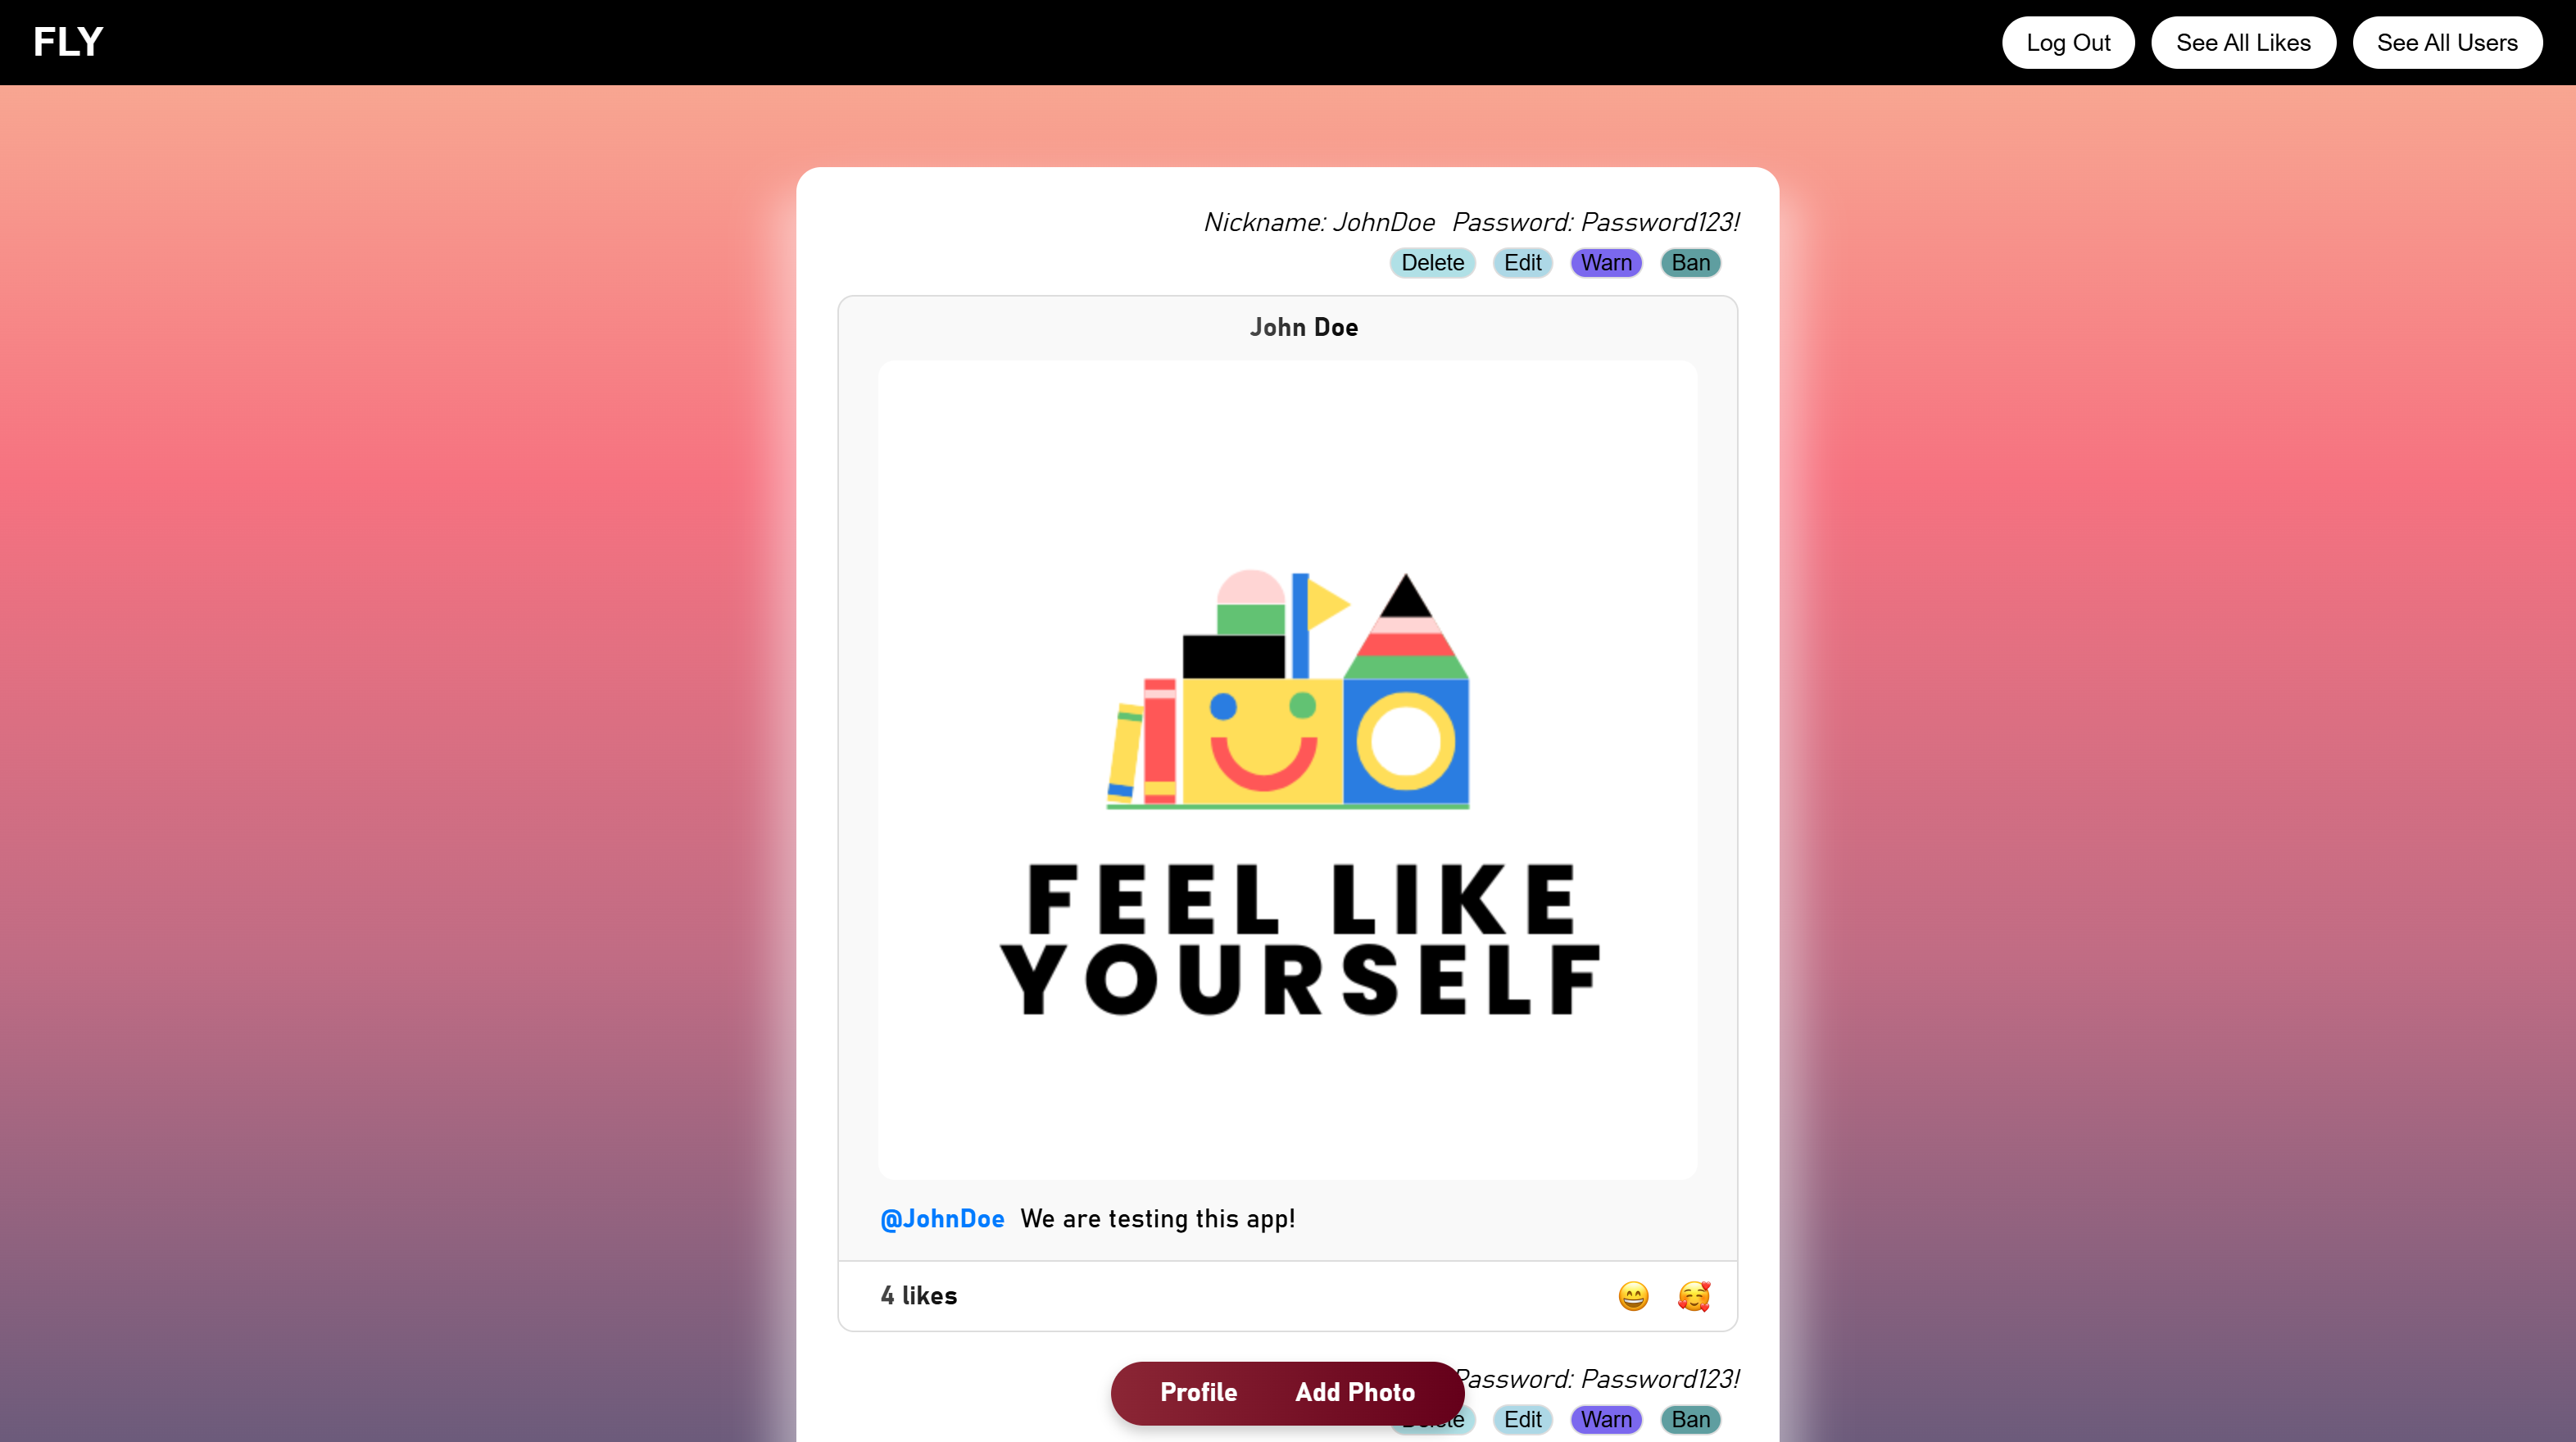 FLY
Log Out See All Likes See All Users
Nickname: JohnDoe Password: Password123!
Delete Edit Warn Ban
John Doe
FEEL LIKE
YOURSELF
@JohnDoe We are testing this app!
4 likes
Password: Password123!
Profile Add Photo
Delete Edit Warn Ban